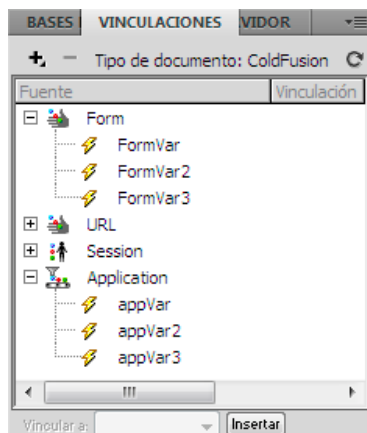 BASES VINCULACIONES VIDOR
Tipo de documento: ColdFusion
Fuente Vinculación
Form
FormVar
FormVar2
FormVar3
URL
Session
Application
appVar
appVar2
appVar3
Vincular a: Insertar